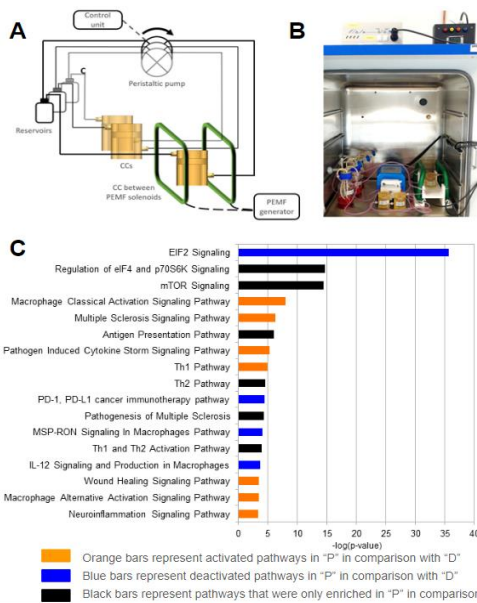 A
Control
unit
Peristaltic pump
C
Reservoirs
CCs
CC between
PEMF solenoids
PEMF
generator
B
C
EIF2 Signaling
Regulation of eIF4 and p70S6K Signaling
mTOR Signaling
Macrophage Classical Activation Signaling Pathway
Multiple Sclerosis Signaling Pathway
Antigen Presentation Pathway
Pathogen Induced Cytokine Storm Signaling Pathway
Th1 Pathway
Th2 Pathway
PD-1, PD-L1 cancer immunotherapy pathway
Pathogenesis of Multiple Sclerosis
MSP-RON Signaling In Macrophages Pathway
Th1 and Th2 Activation Pathway
IL-12 Signaling and Production in Macrophages
Wound Healing Signaling Pathway
Macrophage Alternative Activation Signaling Pathway
Neuroinflammation Signaling Pathway
0 5 10 15 20 25 30 35 40
-log(p-value)
Orange bars represent activated pathways in “P” in comparison with “D”
Blue bars represent deactivated pathways in “P” in comparison with “D”
Black bars represent pathways that were only enriched in “P” in comparison